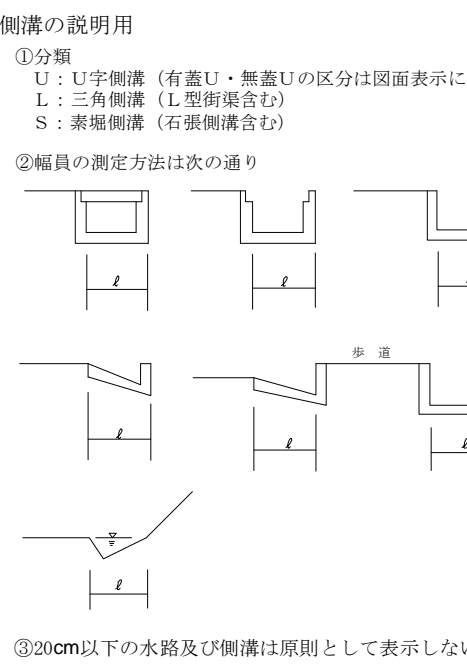 側溝の説明用
①分類
U：U字側溝（有蓋U・無蓋Uの区分は図面表示に
L：三角側溝（L型街渠含む）
S：素堀側溝（石張側溝含む）
②幅員の測定方法は次の通り
ℓ ℓ
ℓ
歩 道
ℓ ℓ ℓ
ℓ
③20cm以下の水路及び側溝は原則として表示しない